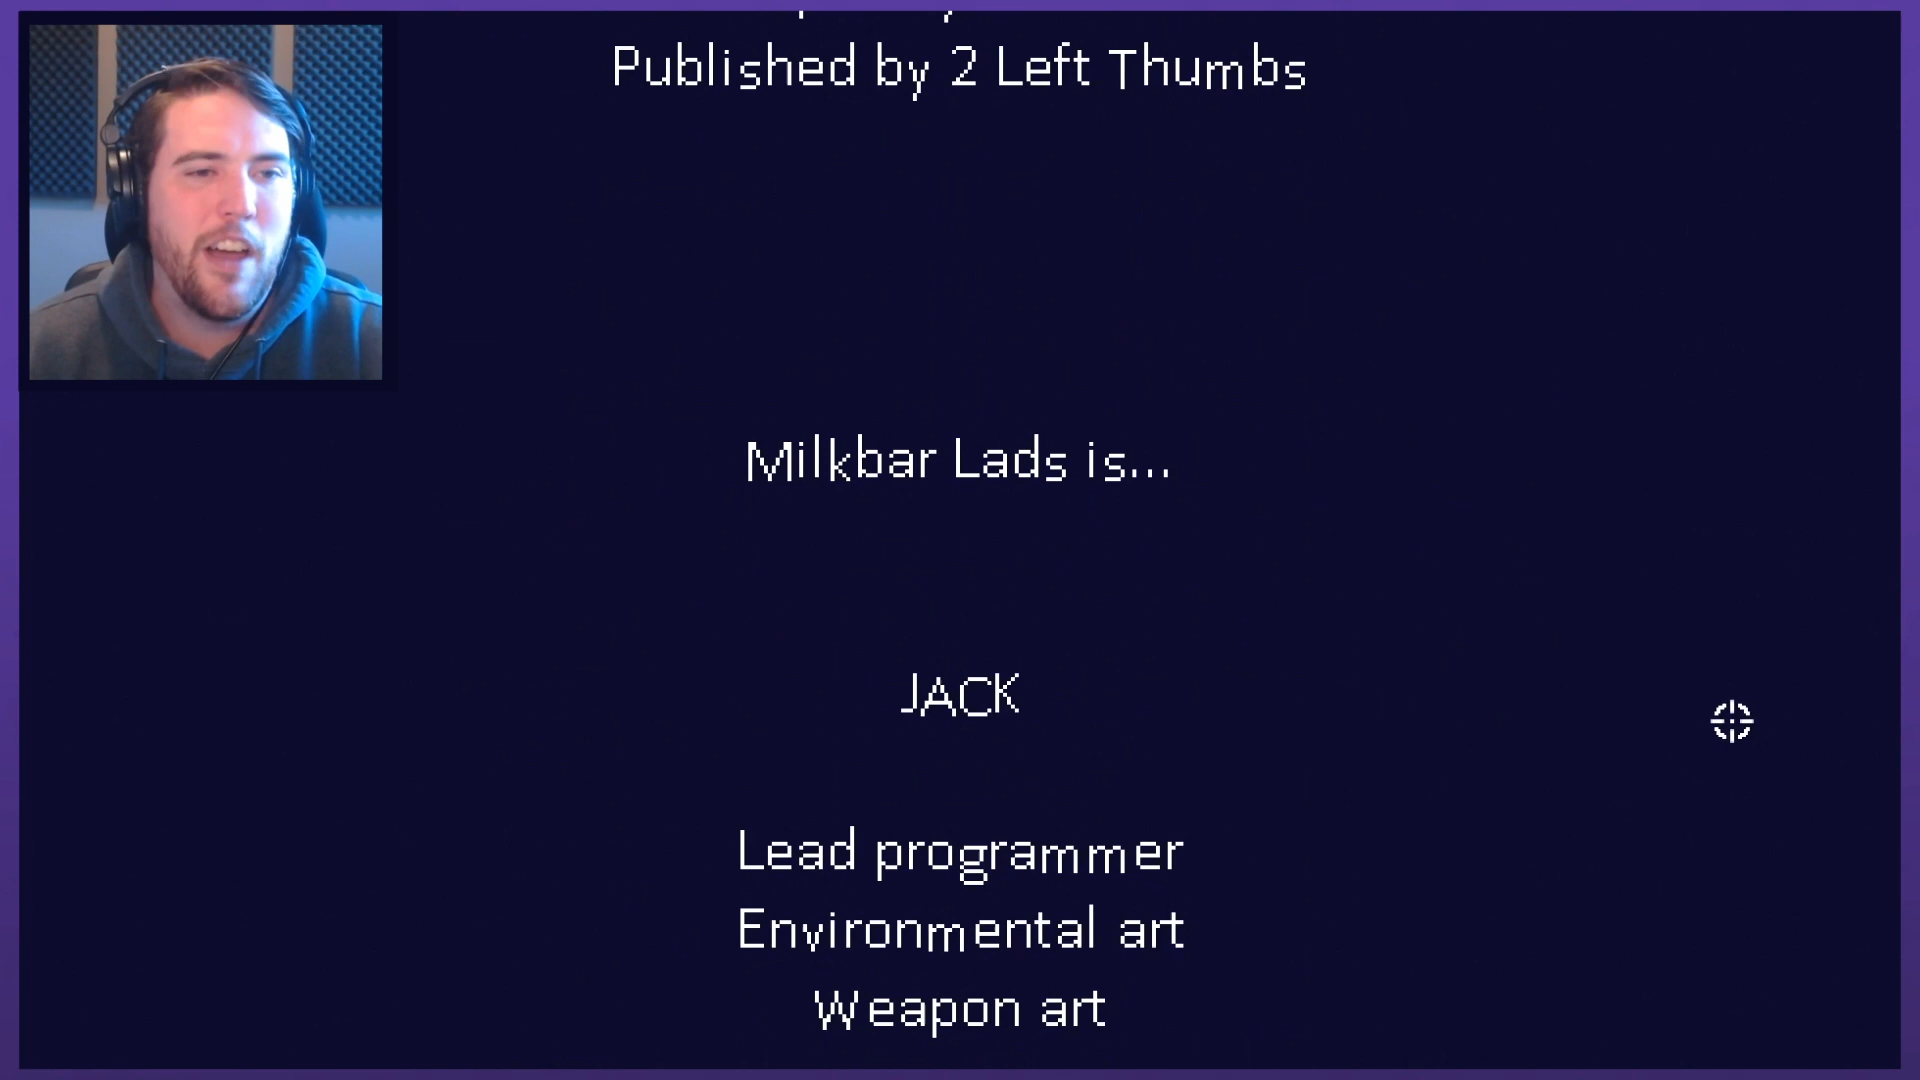 Published by 2 Left Thumbs
Milkbar Lads is...
JACK
Lead programmer
Environmental art
Weapon art